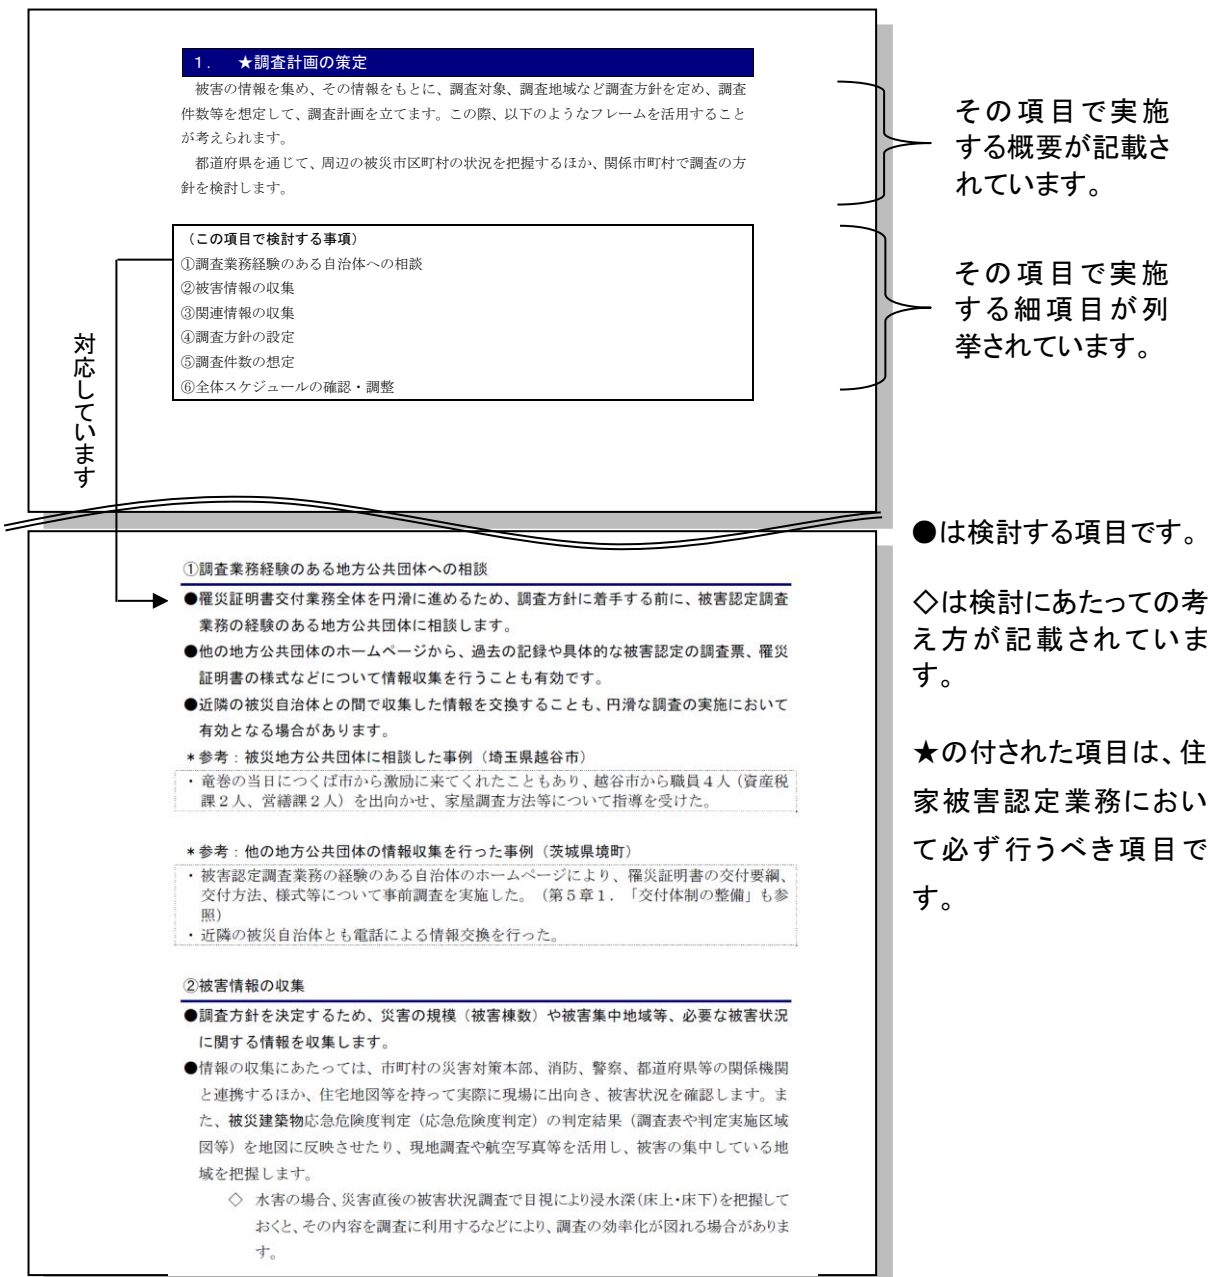 1.　★調査計画の策定
被害の情報を集め、その情報をもとに、調査対象、調査地域など調査方針を定め、調査
件数等を想定して、調査計画を立てます。この際、以下のようなフレームを活用すること
が考えられます。
都道府県を通じて、周辺の被災市区町村の状況を把握するほか、関係市町村で調査の方
針を検討します。
その項目で実施
する概要が記載さ
れています。
（この項目で検討する事項）
①調査業務経験のある自治体への相談
②被害情報の収集
③関連情報の収集
④調査方針の設定
⑤調査件数の想定
⑥全体スケジュールの確認・調整
その項目で実施
する細項目が列
挙されています。
対応しています
①調査業務経験のある地方公共団体への相談
●罹災証明書交付業務全体を円滑に進めるため、調査方針に着手する前に、被害認定調査
業務の経験のある地方公共団体に相談します。
●他の地方公共団体のホームページから、過去の記録や具体的な被害認定の調査票、罹災
証明書の様式などについて情報収集を行うことも有効です。
●近隣の被災自治体との間で収集した情報を交換することも、円滑な調査の実施において
有効となる場合があります。
＊参考：被災地方公共団体に相談した事例（埼玉県越谷市）
・竜巻の当日につくば市から激励に来てくれたこともあり、越谷市から職員４人（資産税
課２人、営繕課２人）を出向かせ、家屋調査方法等について指導を受けた。
＊参考：他の地方公共団体の情報収集を行った事例（茨城県境町）
・被害認定調査業務の経験のある自治体のホームページにより、罹災証明書の交付要綱、
交付方法、様式等について事前調査を実施した。（第５章１．「交付体制の整備」も参
照）
・近隣の被災自治体とも電話による情報交換を行った。
②被害情報の収集
●調査方針を決定するため、災害の規模（被害棟数）や被害集中地域等、必要な被害状況
に関する情報を収集します。
●情報の収集にあたっては、市町村の災害対策本部、消防、警察、都道府県等の関係機関
と連携するほか、住宅地図等を持って実際に現場に出向き、被害状況を確認します。ま
た、被災建築物応急危険度判定（応急危険度判定）の判定結果（調査表や判定実施区域
図等）を地図に反映させたり、現地調査や航空写真等を活用し、被害の集中している地
域を把握します。
◇ 水害の場合、災害直後の被害状況調査で目視により浸水深（床上・床下）を把握して
おくと、その内容を調査に利用するなどにより、調査の効率化が図れる場合がありま
す。
●は検討する項目です。
◇は検討にあたっての考
え方が記載されていま
す。
★の付された項目は、住
家被害認定業務におい
て必ず行うべき項目で
す。